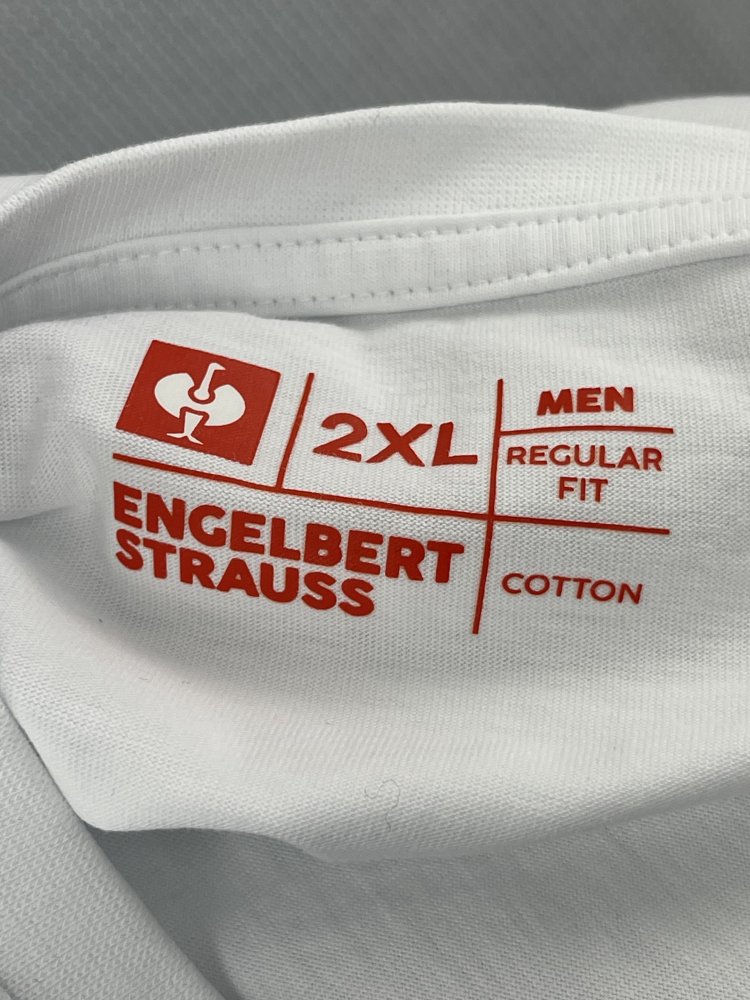 2XL
MEN
REGULAR
FIT
ENGELBERT
STRAUSS
COTTON